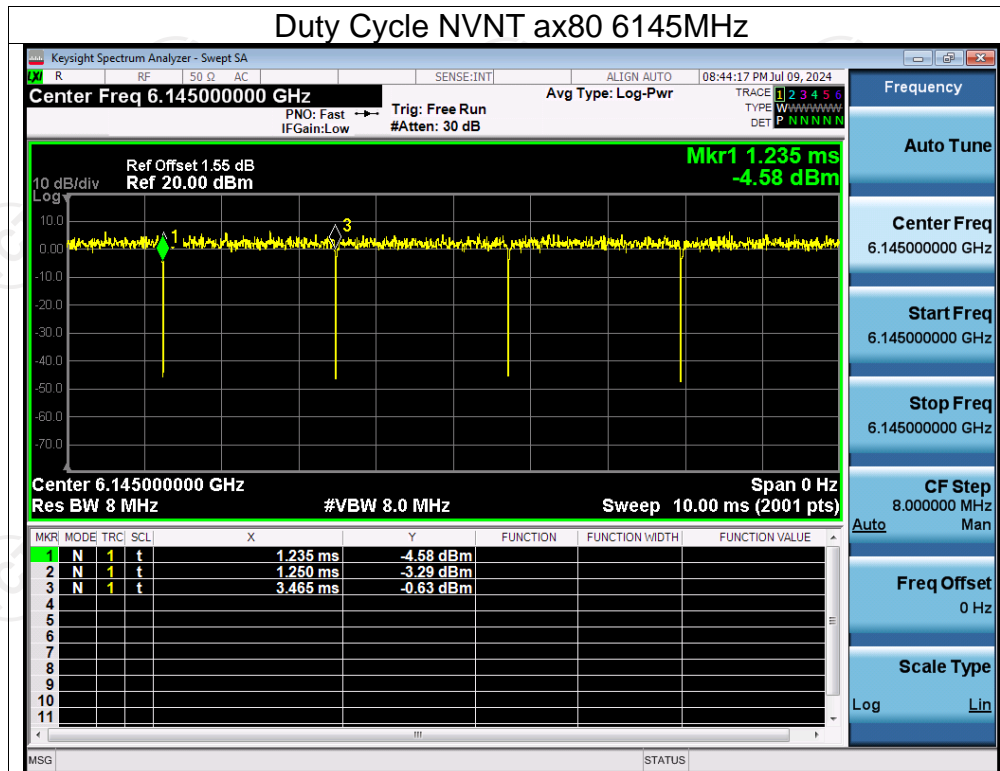 Duty Cycle NVNT ax80 6145MHz
Keysight Spectrum Analyzer - Swept SA
LXI R RF 50 Ω AC SENSE:INT ALIGN AUTO 08:44:17 PM Jul 09, 2024
Center Freq 6.145000000 GHz
PNO: Fast
IFGain:Low
Trig: Free Run
#Atten: 30 dB
Avg Type: Log-Pwr
TRACE 1 2 3 4 5 6
TYPE WWWWWWW
DET P N N N N N
Mkr1 1.235 ms
-4.58 dBm
Ref Offset 1.55 dB
10 dB/div Ref 20.00 dBm
Log
10.0
0.00
-10.0
-20.0
-30.0
-40.0
-50.0
-60.0
-70.0
1
3
Center 6.145000000 GHz Span 0 Hz
Res BW 8 MHz #VBW 8.0 MHz Sweep 10.00 ms (2001 pts)
MKR MODE TRC SCL X Y FUNCTION FUNCTION WIDTH FUNCTION VALUE
1 N 1 t 1.235 ms -4.58 dBm
2 N 1 t 1.250 ms -3.29 dBm
3 N 1 t 3.465 ms -0.63 dBm
4
5
6
7
8
9
10
11
MSG STATUS
Frequency
Auto Tune
Center Freq
6.145000000 GHz
Start Freq
6.145000000 GHz
Stop Freq
6.145000000 GHz
CF Step
8.000000 MHz
Auto Man
Freq Offset
0 Hz
Scale Type
Log Lin